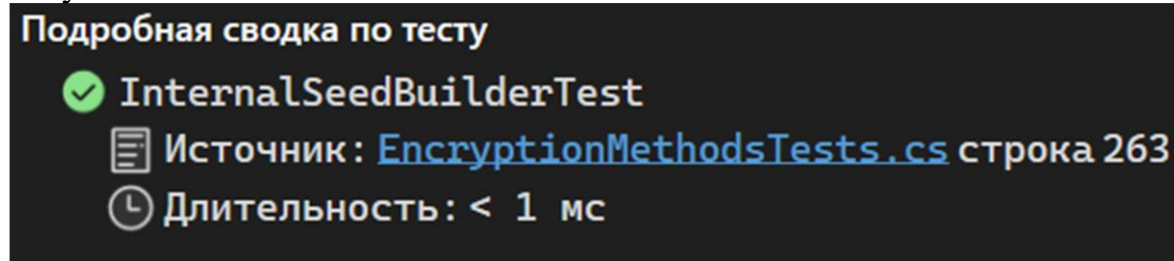 Подробная сводка по тесту
InternalSeedBuilderTest
Источник: EncryptionMethodsTests.cs строка 263
Длительность: < 1 мс